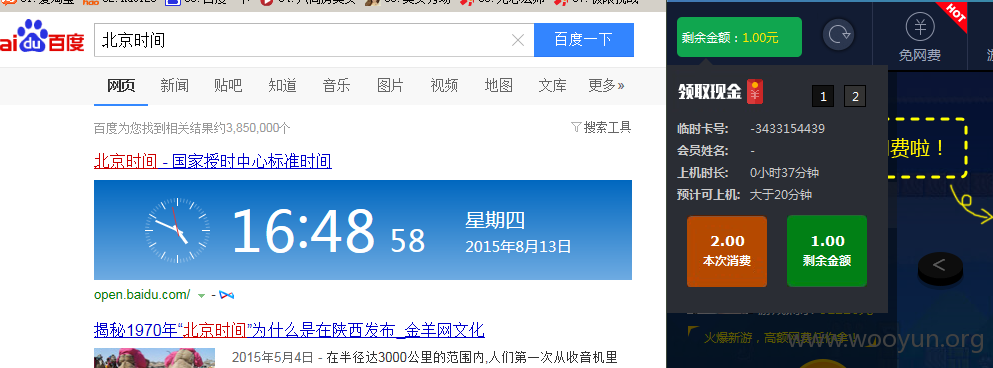 Bai du 百度
北京时间
百度一下
网页 新闻 贴吧 知道 音乐 图片 视频 地图 文库 更多»
百度为您找到相关结果约3,850,000个
搜索工具
北京时间 - 国家授时中心标准时间
16:48 58
星期四
2015年8月13日
open.baidu.com/ -
揭秘1970年“北京时间”为什么是在陕西发布_金羊网文化
2015年5月4日 - 在半径达3000公里的范围内,人们第一次从收音机里
剩余金额：1.00元
HOT
免网费
领取现金
1 2
临时卡号: -3433154439
会员姓名: -
上机时长: 0小时37分钟
预计可上机: 大于20分钟
2.00
本次消费
1.00
剩余金额
费啦！
<
火爆新游，高额网费任你拿
www.wooyun.org